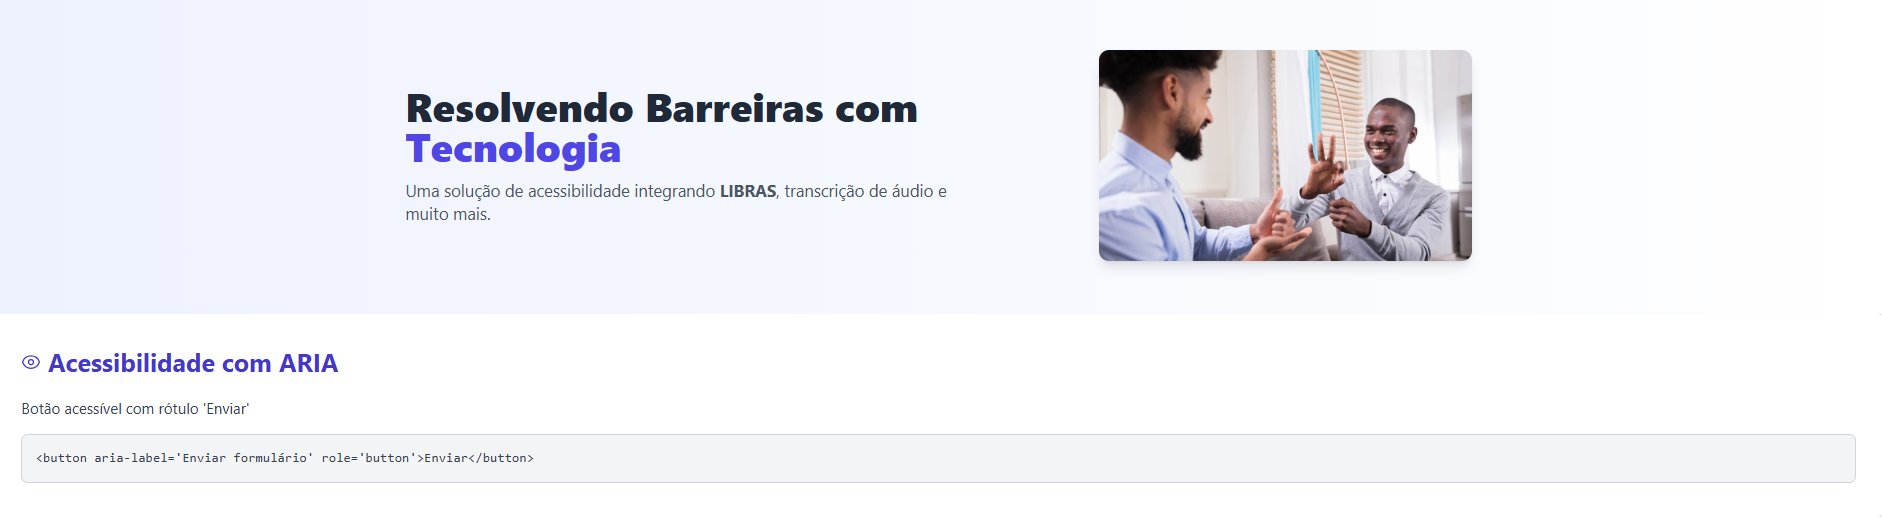 Resolvendo Barreiras com
Tecnologia
Uma solução de acessibilidade integrando LIBRAS, transcrição de áudio e
muito mais.
Acessibilidade com ARIA
Botão acessível com rótulo 'Enviar'
<button aria-label='Enviar formulário' role='button'>Enviar</button>